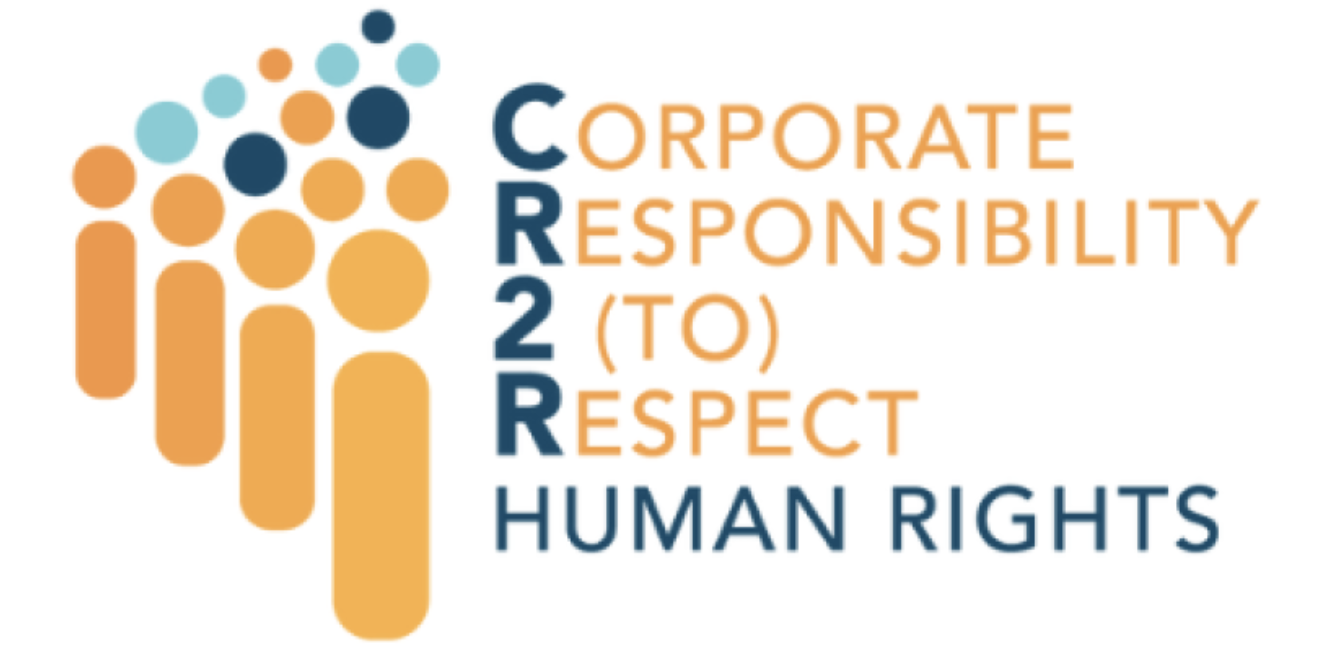 CORPORATE
RESPONSIBILITY
2 (TO)
RESPECT
HUMAN RIGHTS